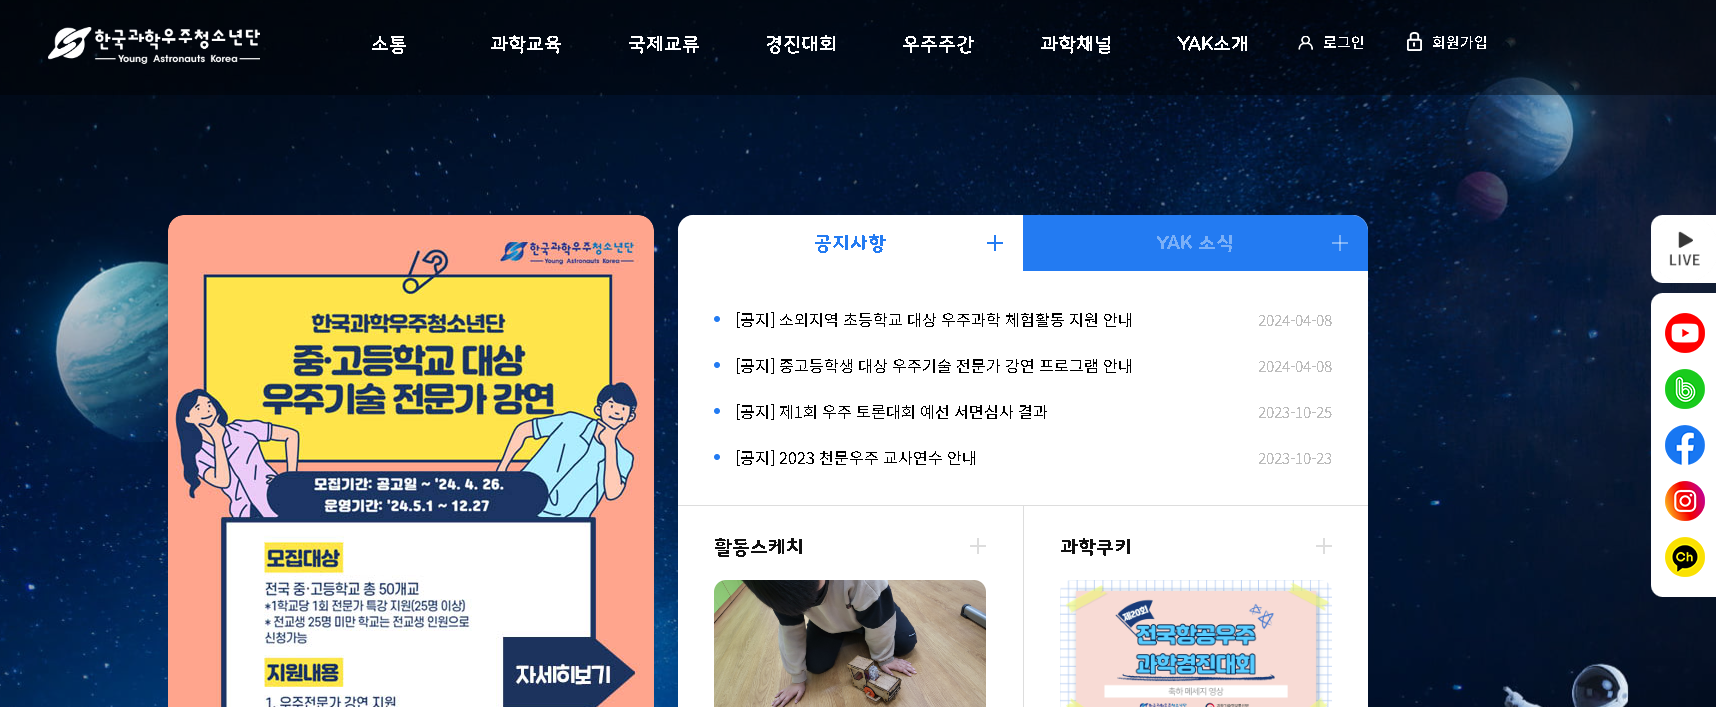 한국과학우주청소년단
Young Astronauts Korea
소통
과학교육
국제교류
경진대회
우주주간
과학채널
YAK소개
로그인
회원가입
한국과학우주청소년단
Young Astronauts Korea
한국과학우주청소년단
중·고등학교 대상
우주기술 전문가 강연
모집기간: 공고일 ~ '24. 4. 26.
운영기간: '24.5.1 ~ 12.27
모집대상
전국 중·고등학교 총 50개교
*1학교당 1회 전문가 특강 지원(25명 이상)
* 전교생 25명 미만 학교는 전교생 인원으로
신청가능
지원내용
1. 우주전문가 강연 지원
자세히보기
공지사항
YAK 소식
[공지] 소외지역 초등학교 대상 우주과학 체험활동 지원 안내 2024-04-08
[공지] 중고등학생 대상 우주기술 전문가 강연 프로그램 안내 2024-04-08
[공지] 제1회 우주 토론대회 예선 서면심사 결과 2023-10-25
[공지] 2023 천문우주 교사연수 안내 2023-10-23
활동스케치
과학쿠키
제20회
전국항공우주
과학경진대회
축하 메세지 영상
LIVE
Ch